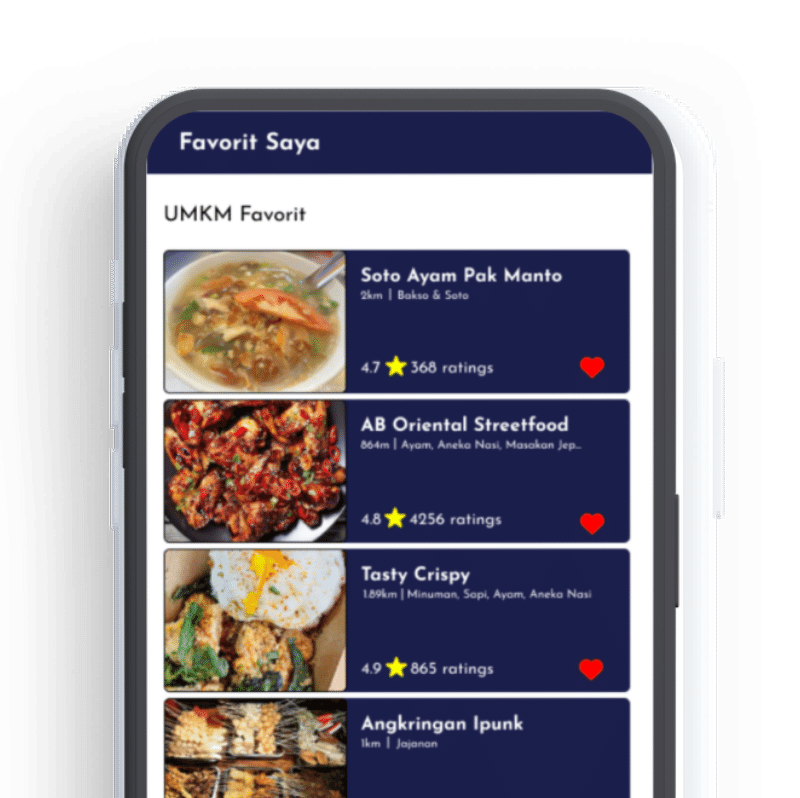 Favorit Saya
UMKM Favorit
Soto Ayam Pak Manto
2km | Bakso & Soto
4.7 368 ratings
AB Oriental Streetfood
864m | Ayam, Aneka Nasi, Masakan Jep...
4.8 4256 ratings
Tasty Crispy
1.89km | Minuman, Sapi, Ayam, Aneka Nasi
4.9 865 ratings
Angkringan Ipunk
1km | Jajanan